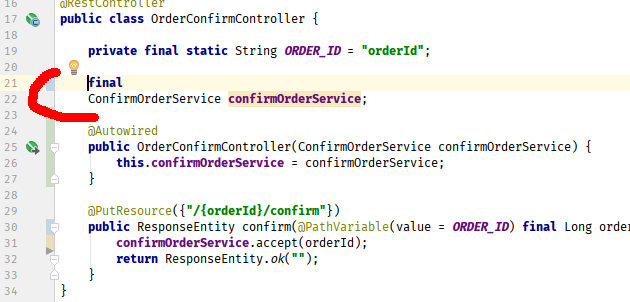 16 @RestController
17 public class OrderConfirmController {
18
19 private final static String ORDER_ID = "orderId";
20
21 final
22 ConfirmOrderService confirmOrderService;
23
24 @Autowired
25 public OrderConfirmController(ConfirmOrderService confirmOrderService) {
26 this.confirmOrderService = confirmOrderService;
27 }
28
29 @PutResource({"/{orderId}/confirm"})
30 public ResponseEntity confirm(@PathVariable(value = ORDER_ID) final Long order
31 confirmOrderService.accept(orderId);
32 return ResponseEntity.ok("");
33 }
34 }